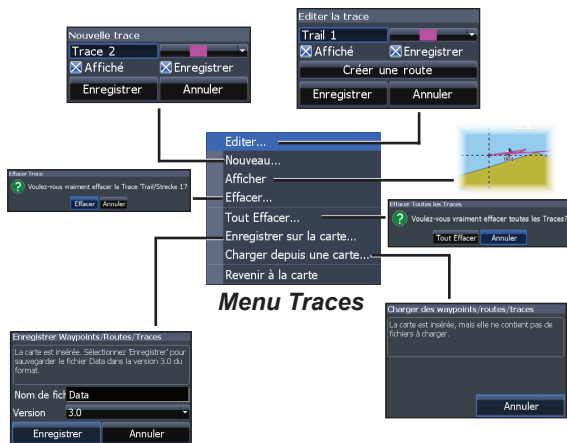 Nouvelle trace
Trace 2
Affiché
Enregistrer
Enregistrer
Annuler
Editer la trace
Trail 1
Affiché
Enregistrer
Créer une route
Enregistrer
Annuler
Editer...
Nouveau...
Afficher
Effacer...
Tout Effacer...
Enregistrer sur la carte...
Charger depuis une carte...
Revenir à la carte
Effacer Trace
? Voulez-vous vraiment effacer la Trace 'Trail/Strecke 1'?
Effacer
Annuler
Effacer Toutes les Traces
? Voulez-vous vraiment effacer toutes les Traces?
Tout Effacer
Annuler
Menu Traces
Enregistrer Waypoints/Routes/Traces
La carte est insérée. Sélectionnez 'Enregistrer' pour
sauvegarder le fichier Data dans la version 3.0 du
format.
Nom de fich
Data
Version
3.0
Enregistrer
Annuler
Charger des waypoints/routes/traces
La carte est insérée, mais elle ne contient pas de
fichiers à charger.
Annuler